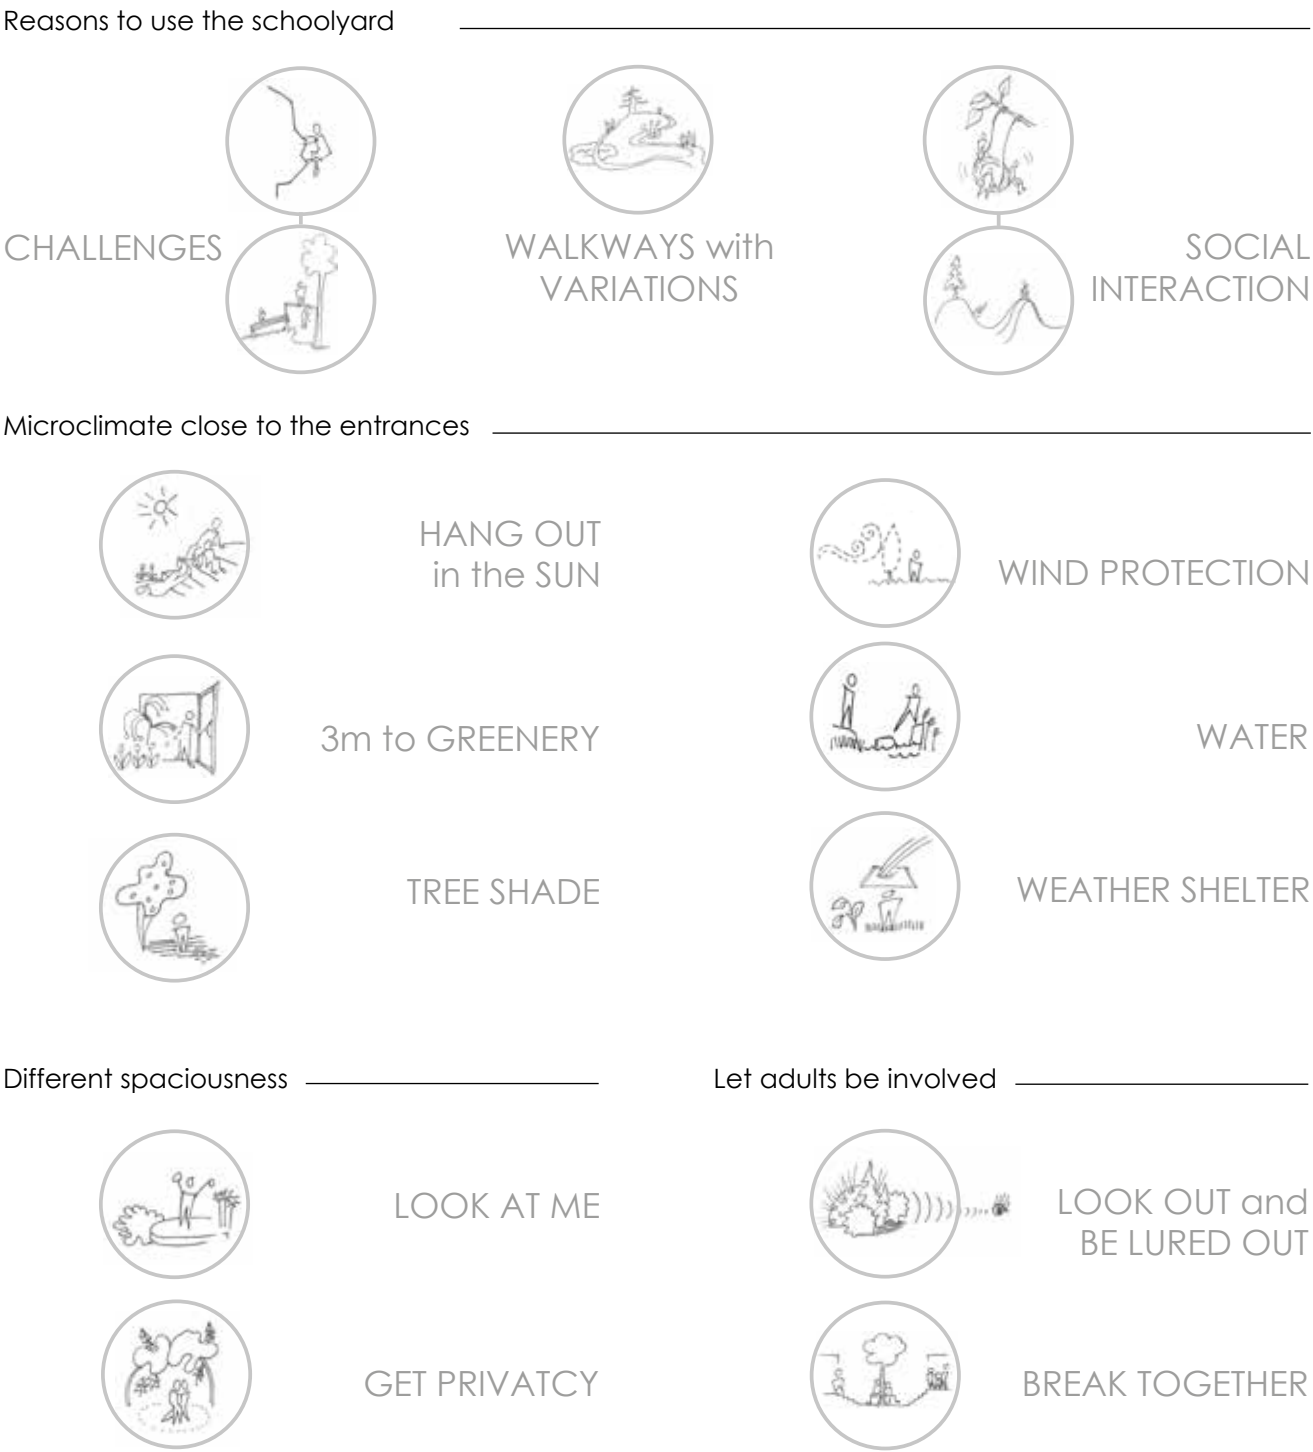 Reasons to use the schoolyard
CHALLENGES
WALKWAYS with
VARIATIONS
SOCIAL
INTERACTION
Microclimate close to the entrances
HANG OUT
in the SUN
WIND PROTECTION
3m to GREENERY
WATER
TREE SHADE
WEATHER SHELTER
Different spaciousness
Let adults be involved
LOOK AT ME
LOOK OUT and
BE LURED OUT
GET PRIVATCY
BREAK TOGETHER